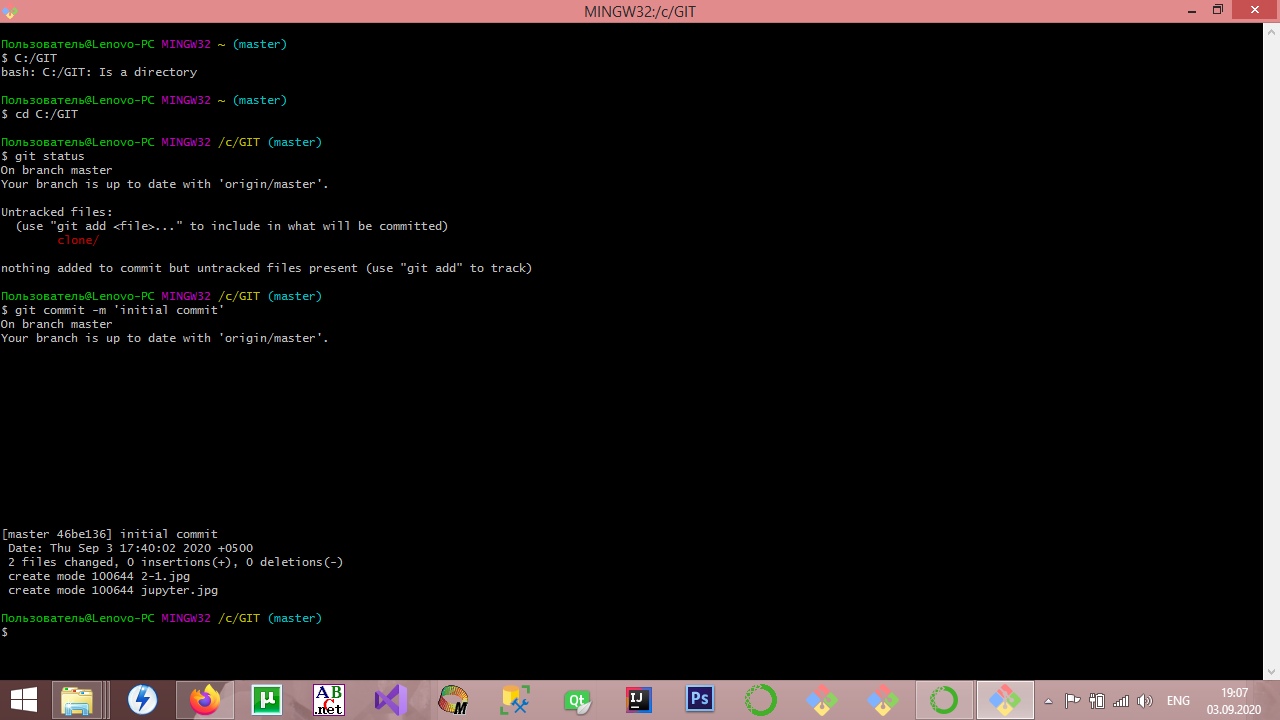 MINGW32:/c/GIT
Пользователь@Lenovo-PC MINGW32 ~ (master)
$ C:/GIT
bash: C:/GIT: Is a directory
Пользователь@Lenovo-PC MINGW32 ~ (master)
$ cd C:/GIT
Пользователь@Lenovo-PC MINGW32 /c/GIT (master)
$ git status
On branch master
Your branch is up to date with 'origin/master'.
Untracked files:
(use "git add <file>..." to include in what will be committed)
clone/
nothing added to commit but untracked files present (use "git add" to track)
Пользователь@Lenovo-PC MINGW32 /c/GIT (master)
$ git commit -m 'initial commit'
On branch master
Your branch is up to date with 'origin/master'.
[master 46be136] initial commit
Date: Thu Sep 3 17:40:02 2020 +0500
2 files changed, 0 insertions(+), 0 deletions(-)
create mode 100644 2-1.jpg
create mode 100644 jupyter.jpg
Пользователь@Lenovo-PC MINGW32 /c/GIT (master)
$
µ
AB
C
.net
M
Qt
IJ
Ps
ENG
19:07
03.09.2020